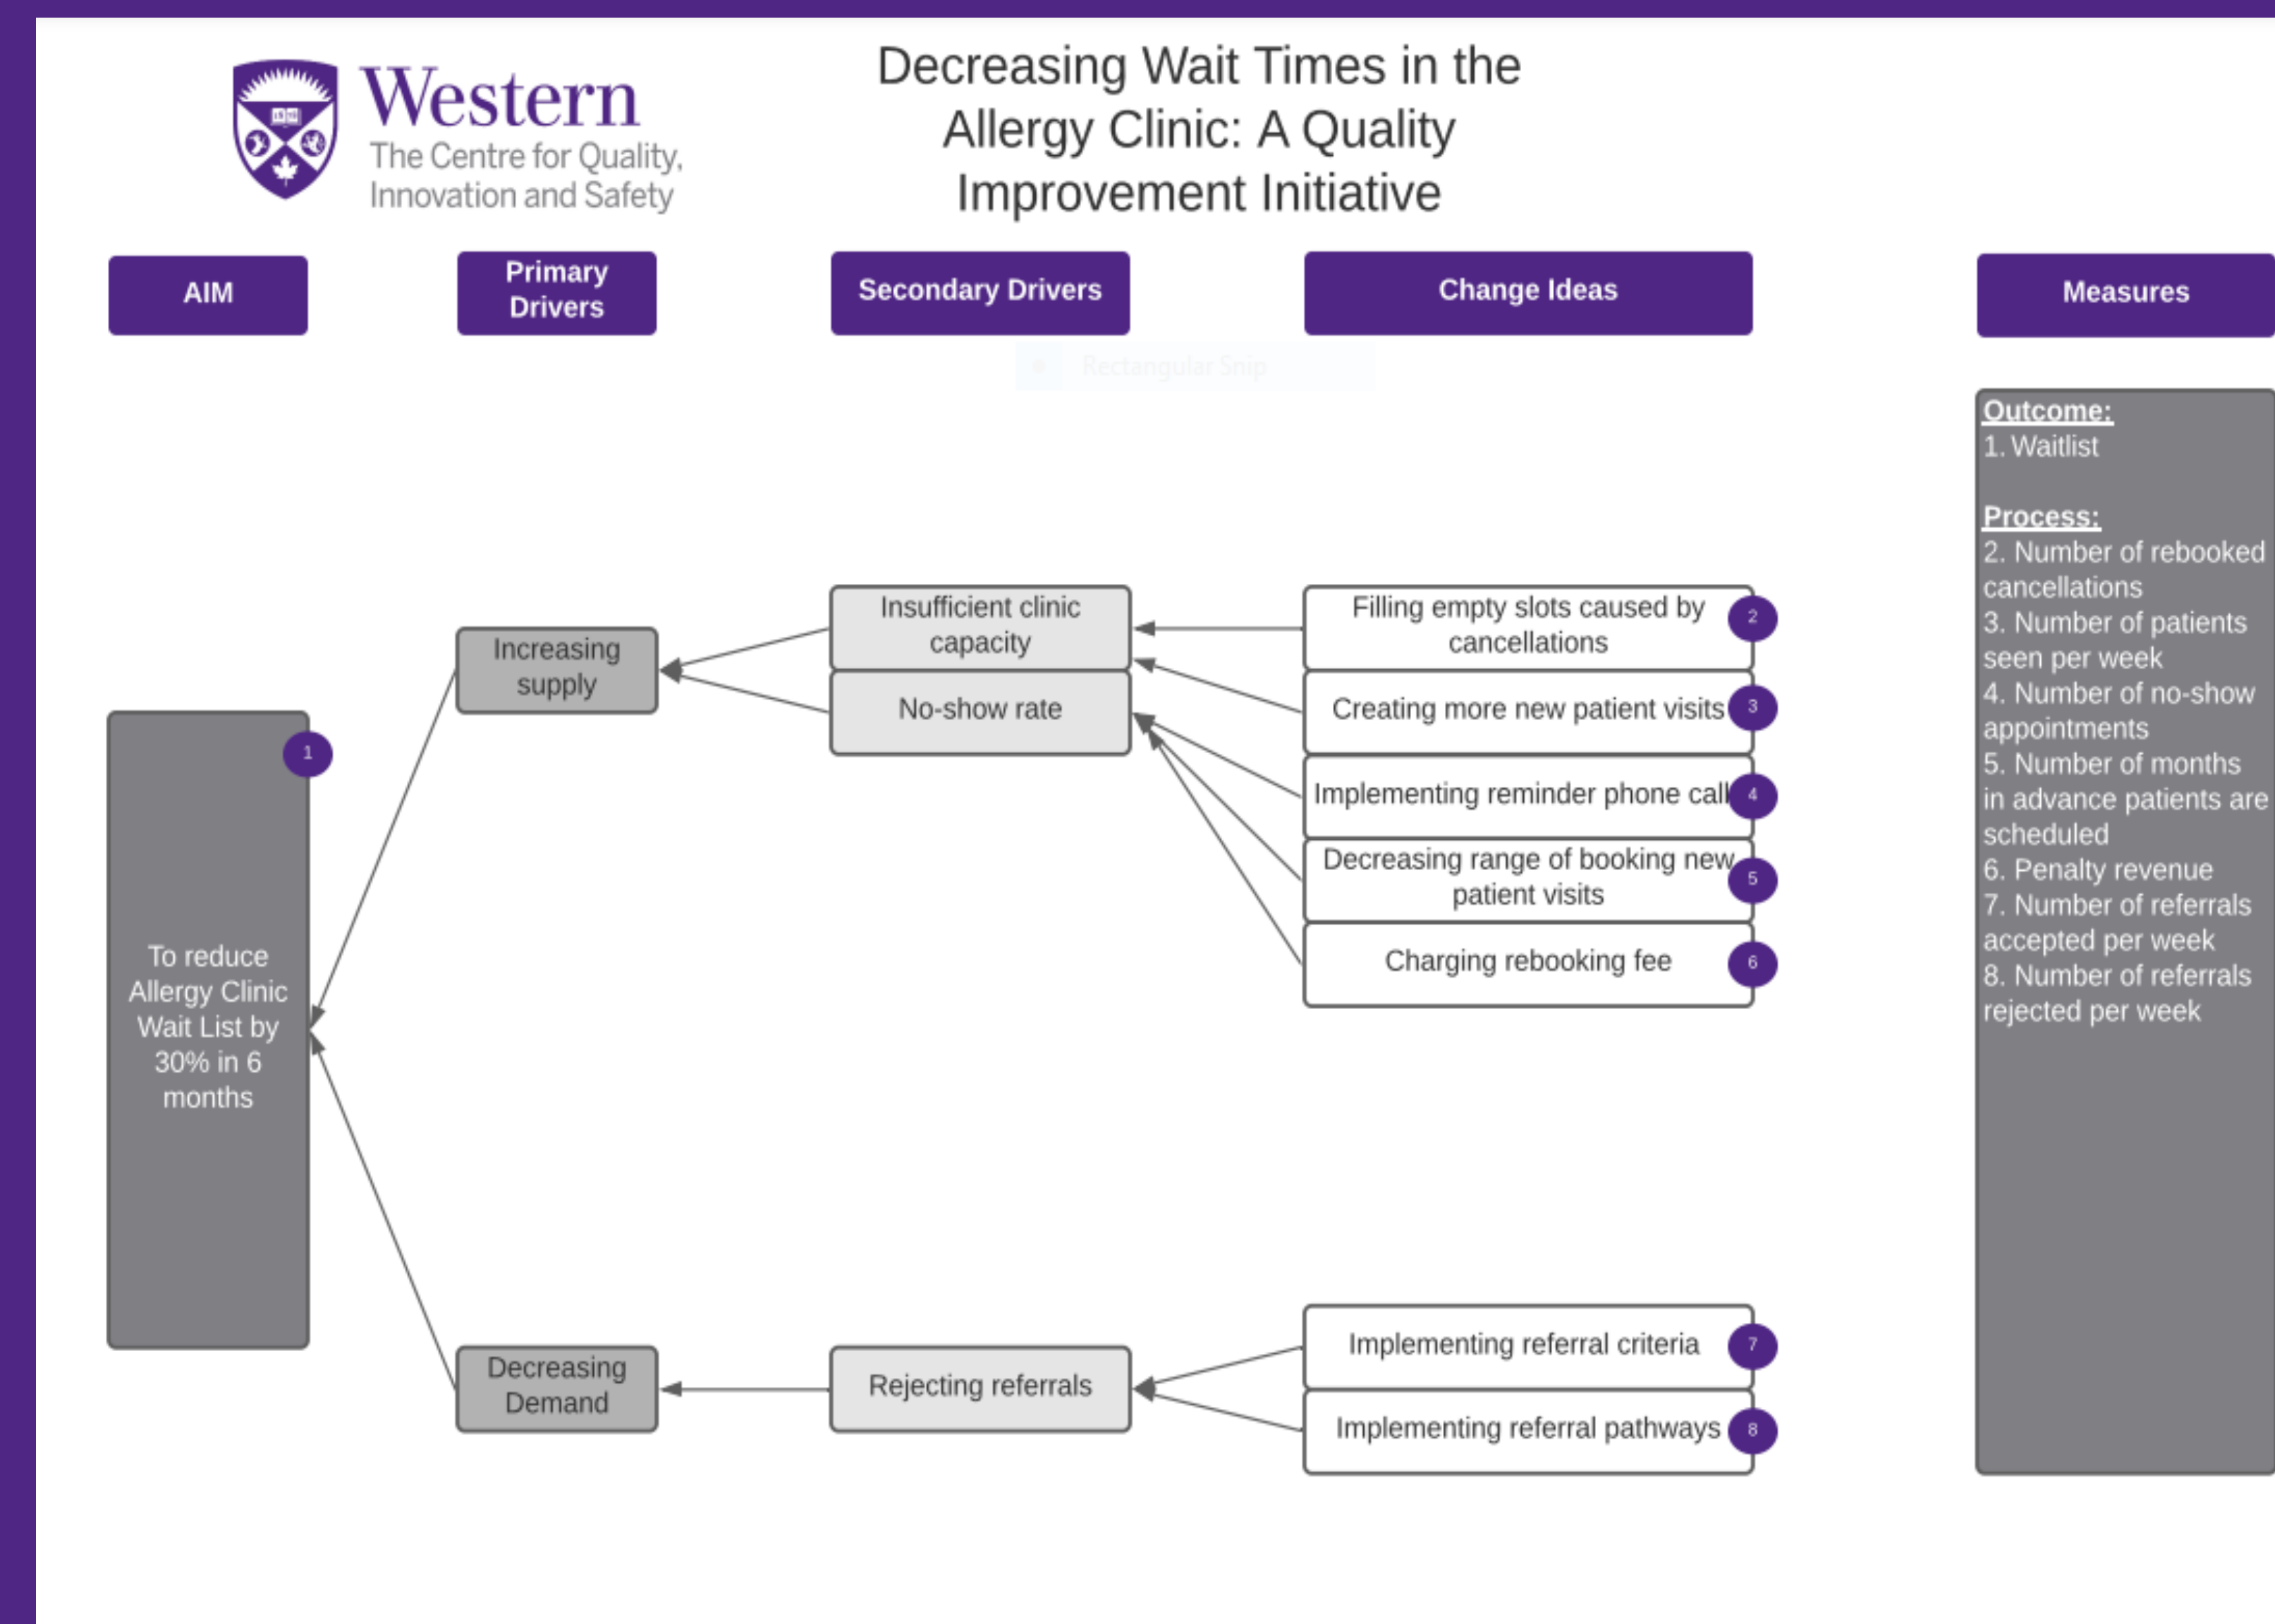 Western
The Centre for Quality,
Innovation and Safety
Decreasing Wait Times in the
Allergy Clinic: A Quality
Improvement Initiative
AIM
Primary
Drivers
Secondary Drivers
Change Ideas
Measures
Rectangular Snip
To reduce
Allergy Clinic
Wait List by
30% in 6
months
1
Increasing
supply
Decreasing
Demand
Insufficient clinic
capacity
No-show rate
Rejecting referrals
Filling empty slots caused by
cancellations
2
Creating more new patient visits
3
Implementing reminder phone call
4
Decreasing range of booking new
patient visits
5
Charging rebooking fee
6
Implementing referral criteria
7
Implementing referral pathways
8
Outcome:
1. Waitlist
Process:
2. Number of rebooked
cancellations
3. Number of patients
seen per week
4. Number of no-show
appointments
5. Number of months
in advance patients are
scheduled
6. Penalty revenue
7. Number of referrals
accepted per week
8. Number of referrals
rejected per week